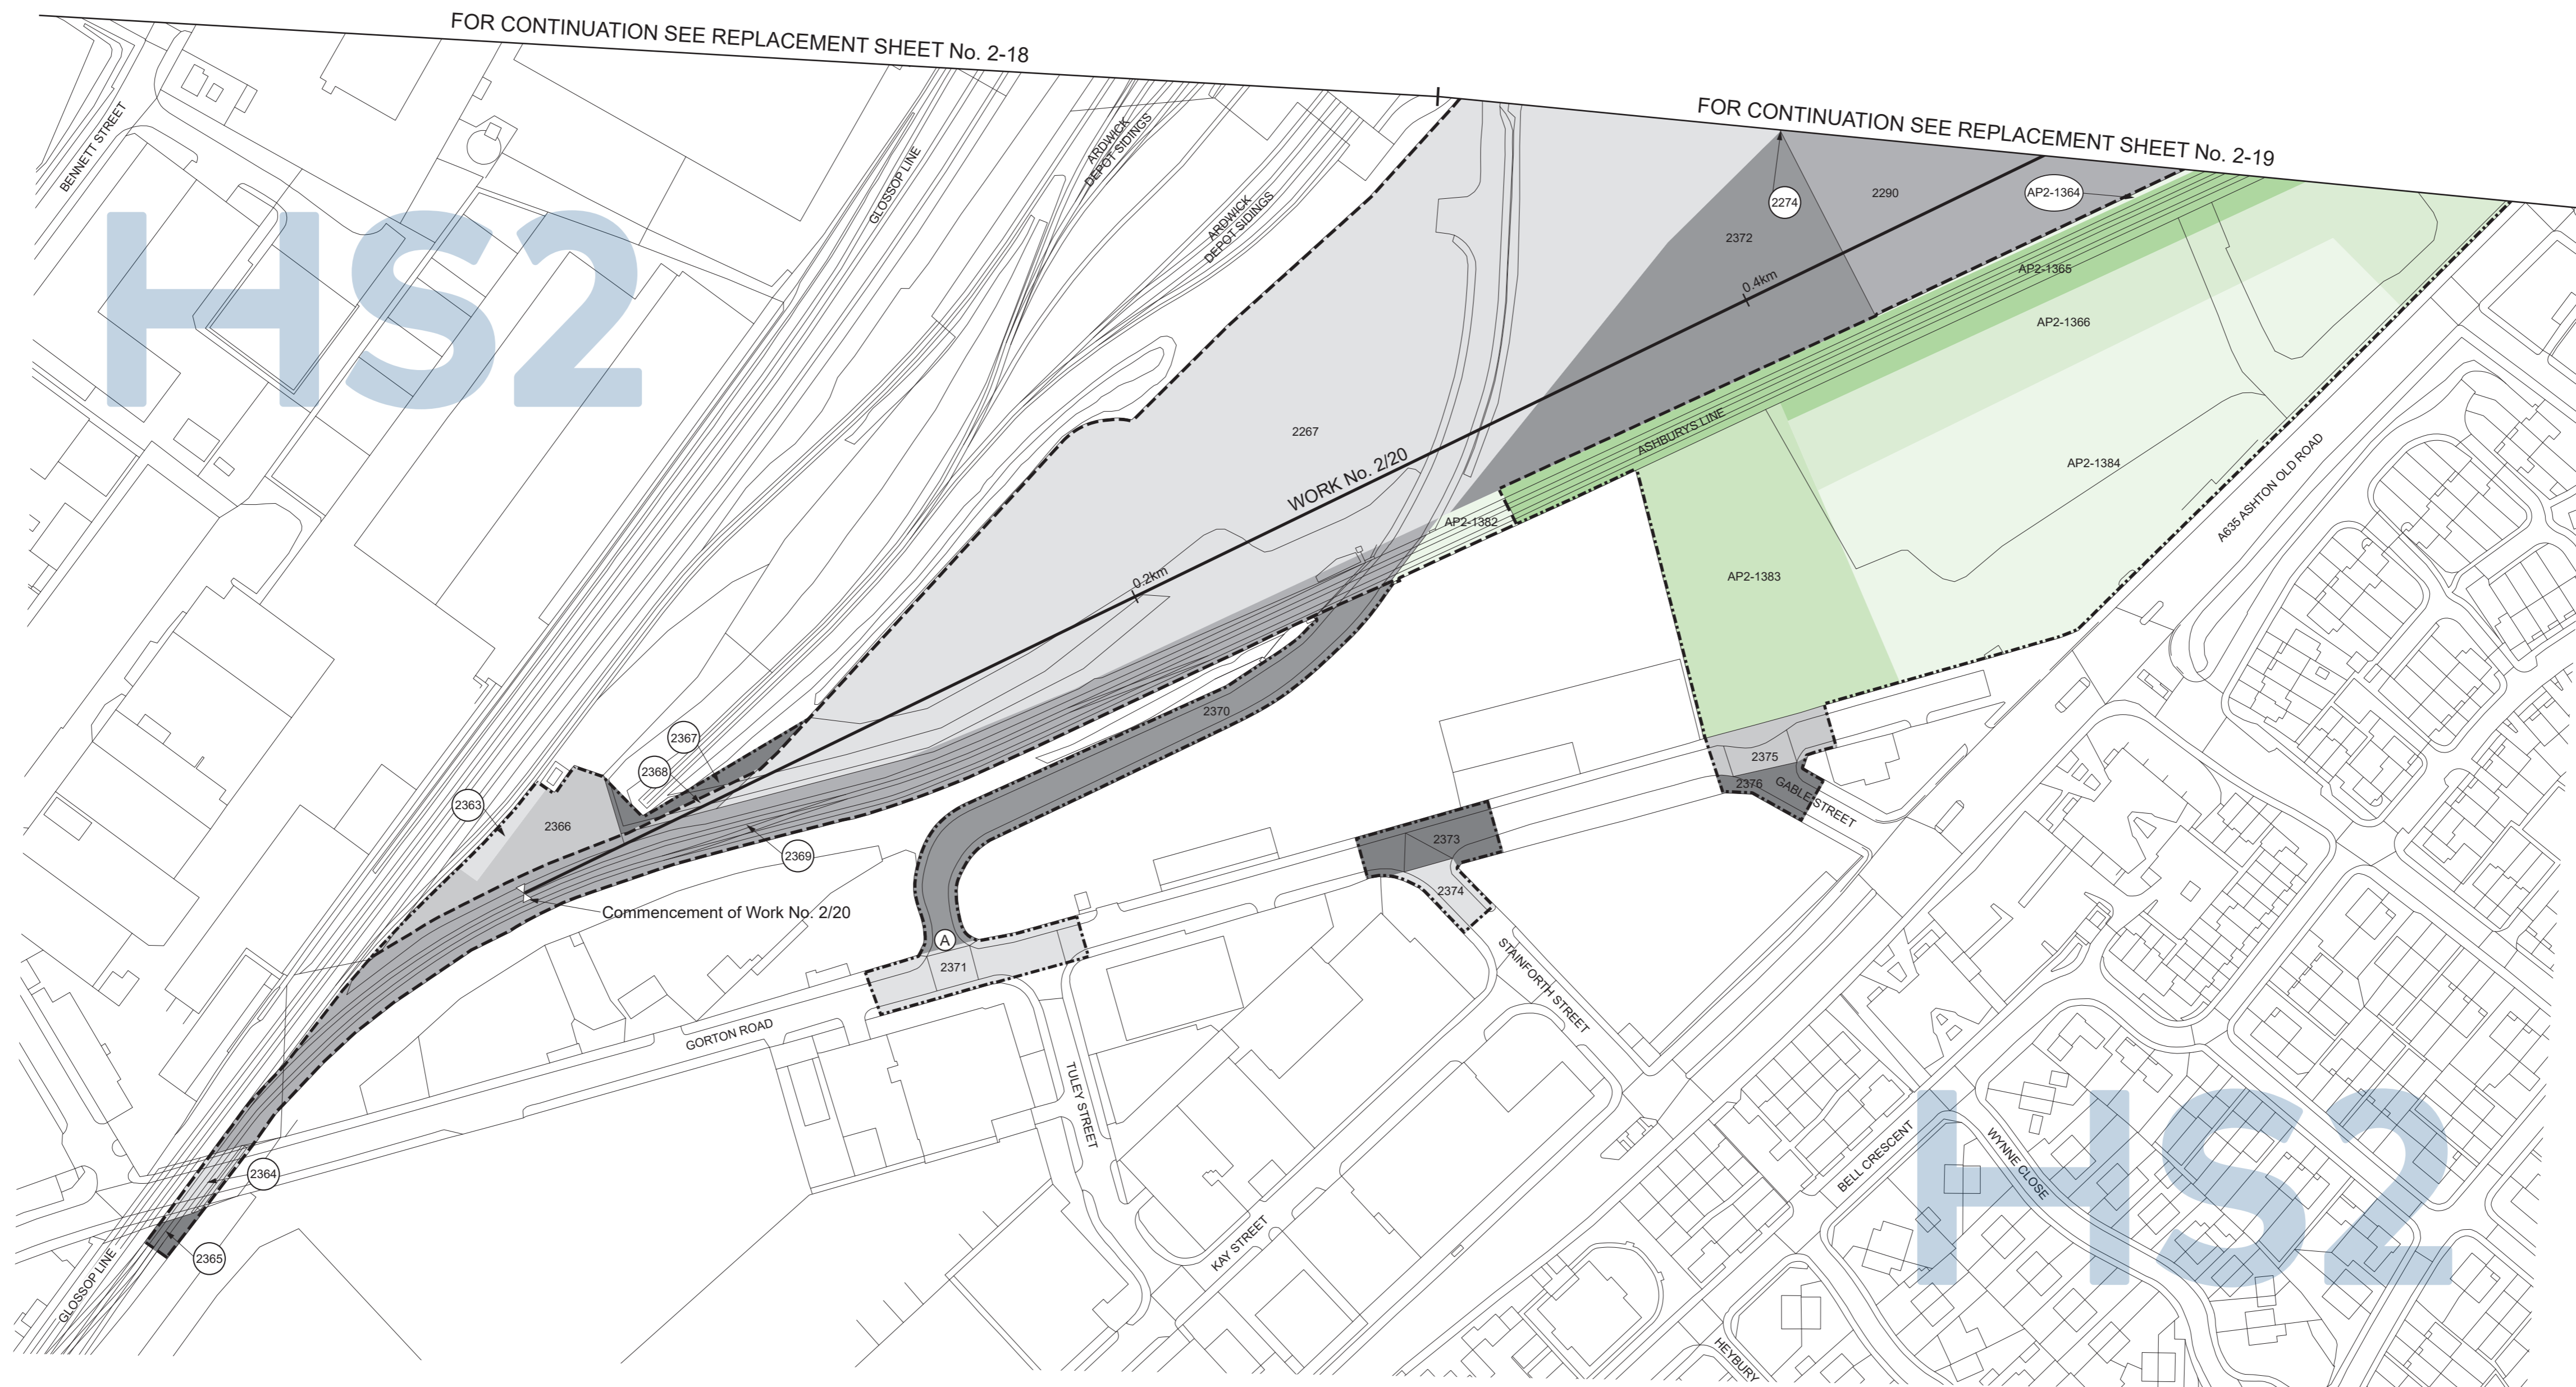 FOR CONTINUATION SEE REPLACEMENT SHEET No. 2-18
FOR CONTINUATION SEE REPLACEMENT SHEET No. 2-19
BENNETT STREET
GLOSSOP LINE
ARDWICK
DEPOT SIDINGS
ARDWICK
DEPOT SIDINGS
HS2
2274
2290
AP2-1364
2372
0.4km
AP2-1365
AP2-1366
2267
ASHBURYS LINE
WORK No. 2/20
AP2-1384
A635 ASHTON OLD ROAD
AP2-1382
AP2-1383
0.2km
2370
2367
2368
2363
2366
2369
2375
2376
GABLE STREET
2373
2374
Commencement of Work No. 2/20
A
2371
STAINFORTH STREET
GORTON ROAD
TULEY STREET
2364
2365
GLOSSOP LINE
KAY STREET
BELL CRESCENT
WYNNE CLOSE
HS2
HEYBURY